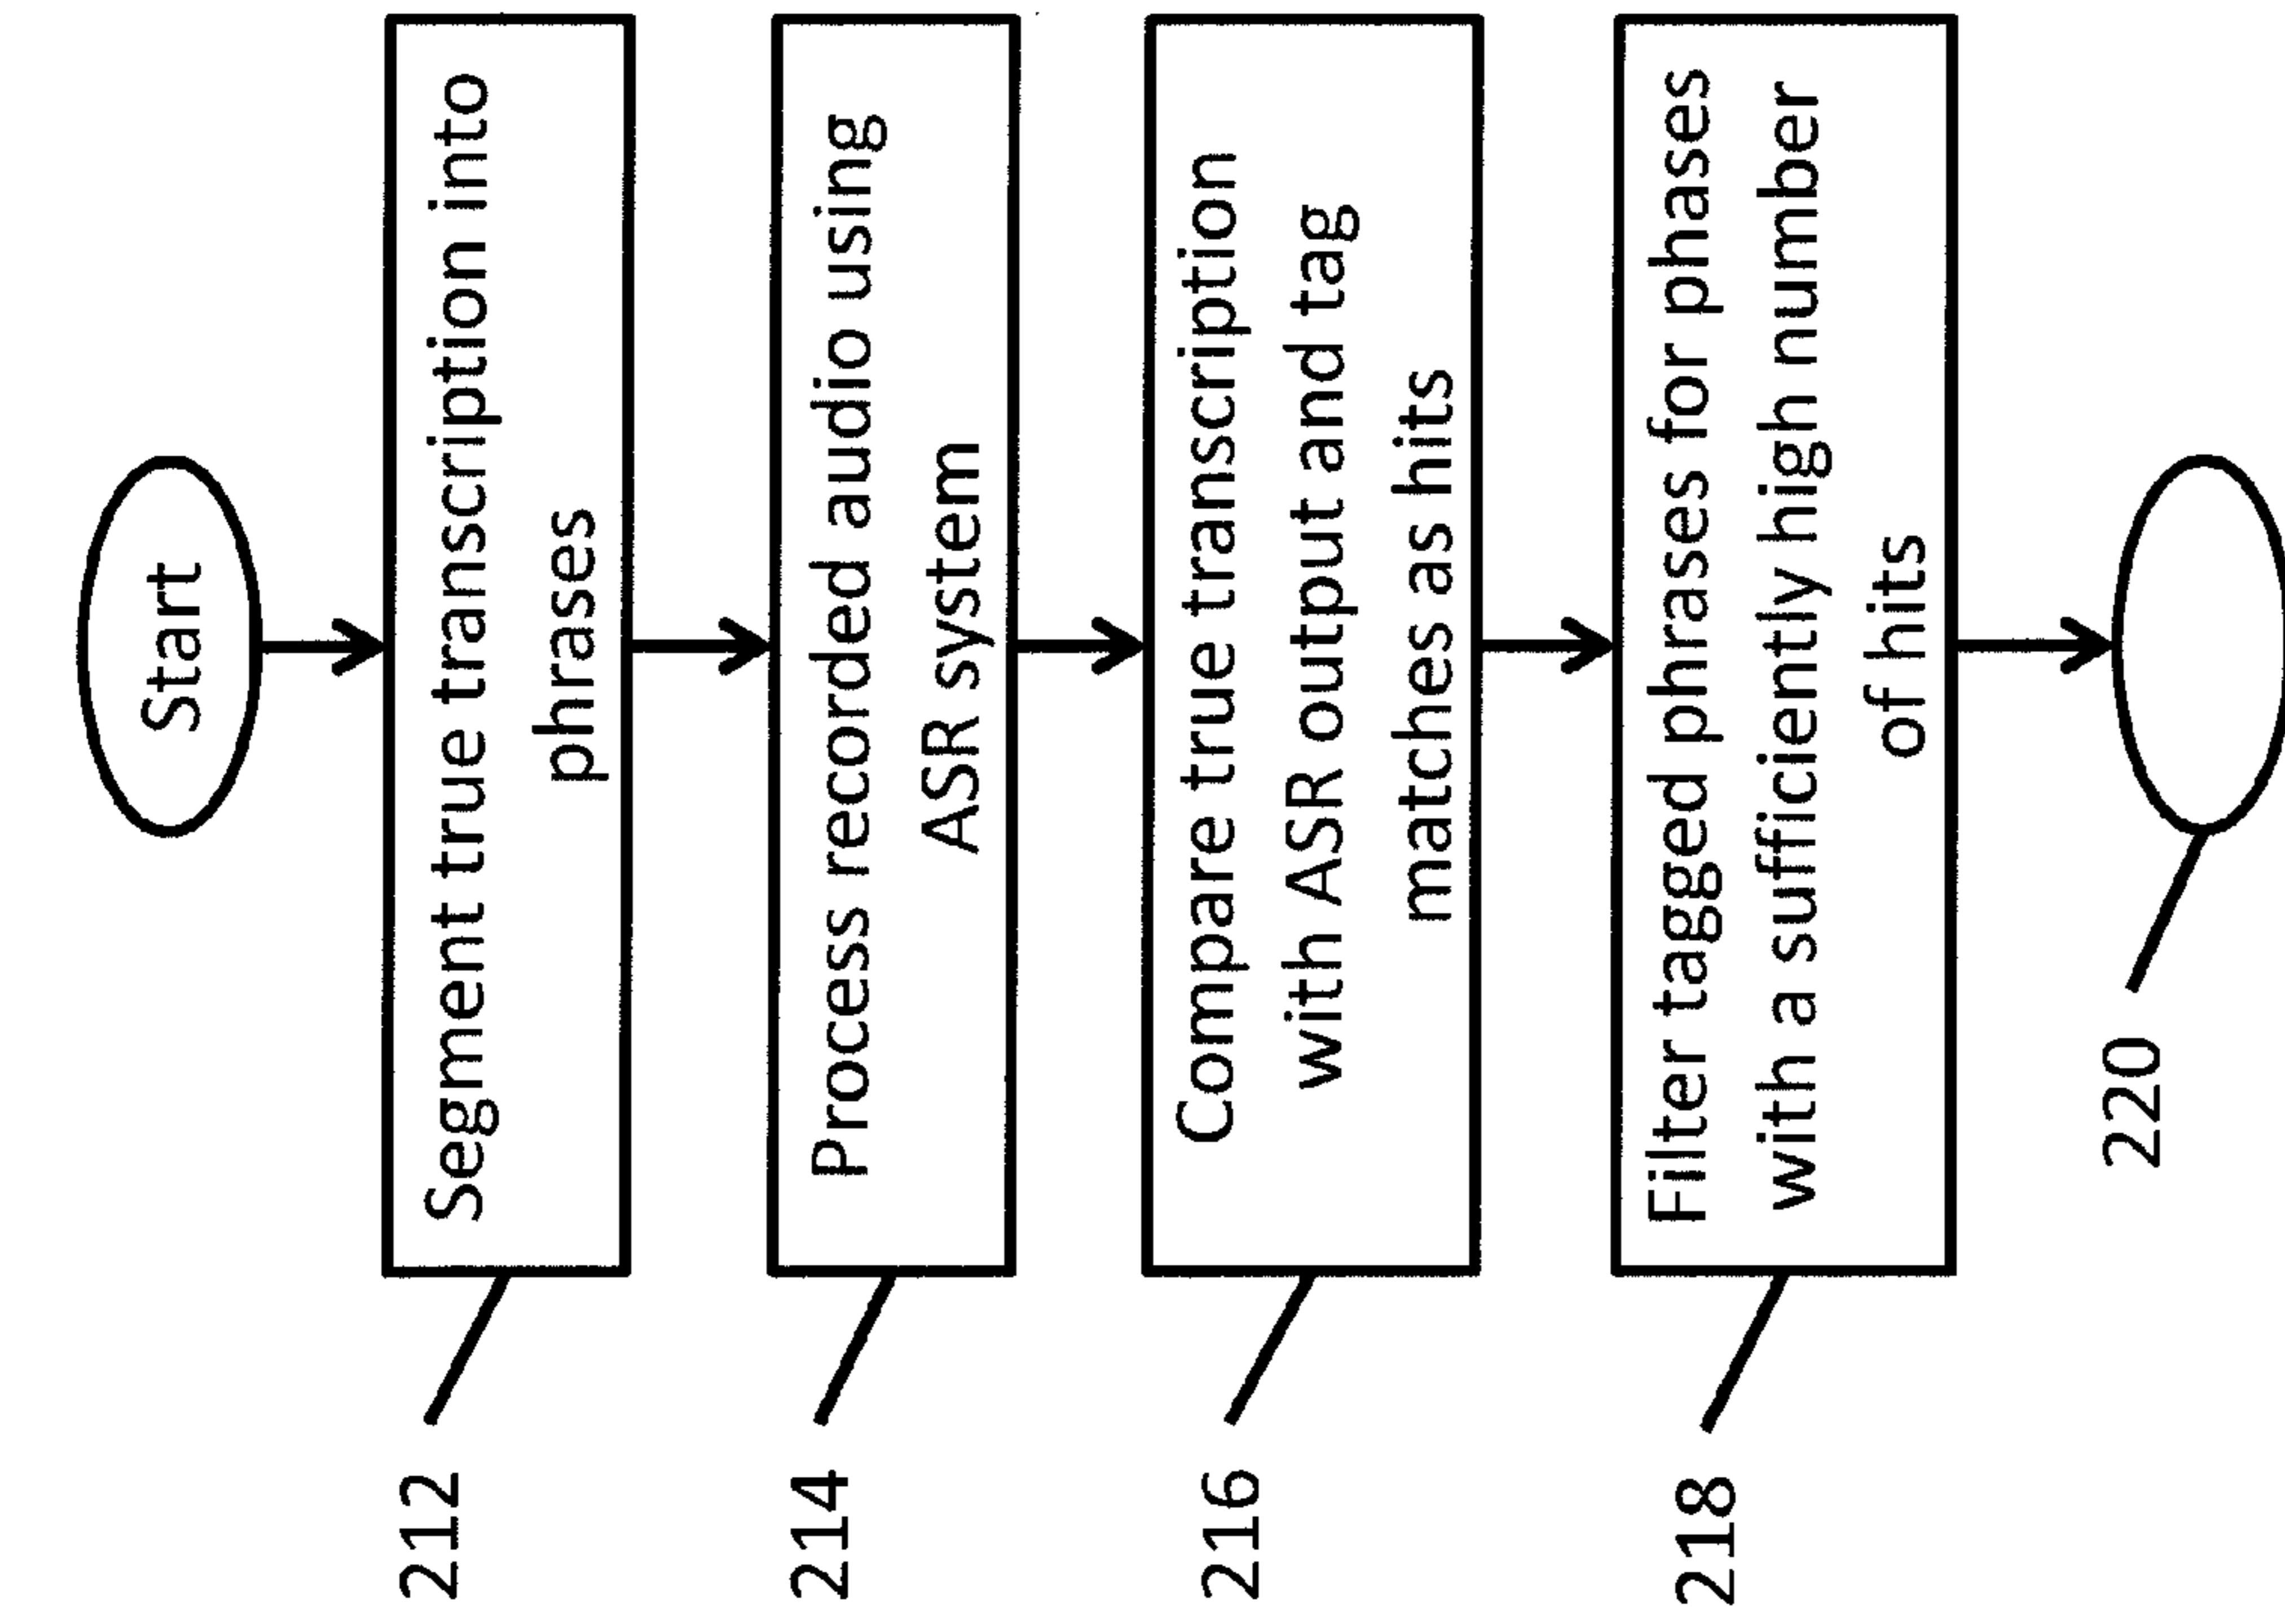 Start
212
Segment true transcription into
phrases
214
Process recorded audio using
ASR system
216
Compare true transcription
with ASR output and tag
matches as hits
218
Filter tagged phrases for phases
with a sufficiently high number
of hits
220